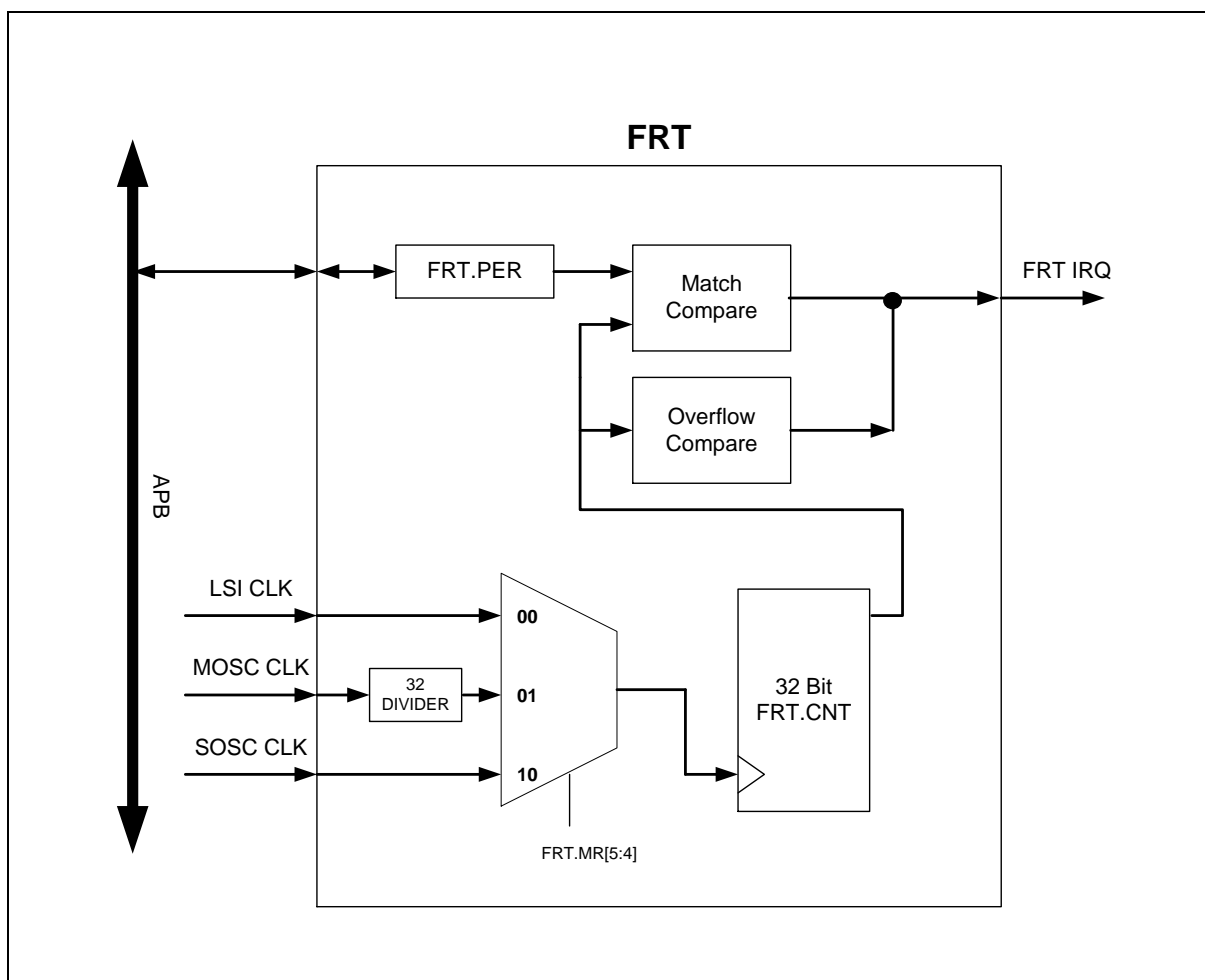 FRT
FRT.PER
Match
Compare
FRT IRQ
Overflow
Compare
APB
LSI CLK
00
MOSC CLK
32
DIVIDER
01
32 Bit
FRT.CNT
SOSC CLK
10
FRT.MR[5:4]